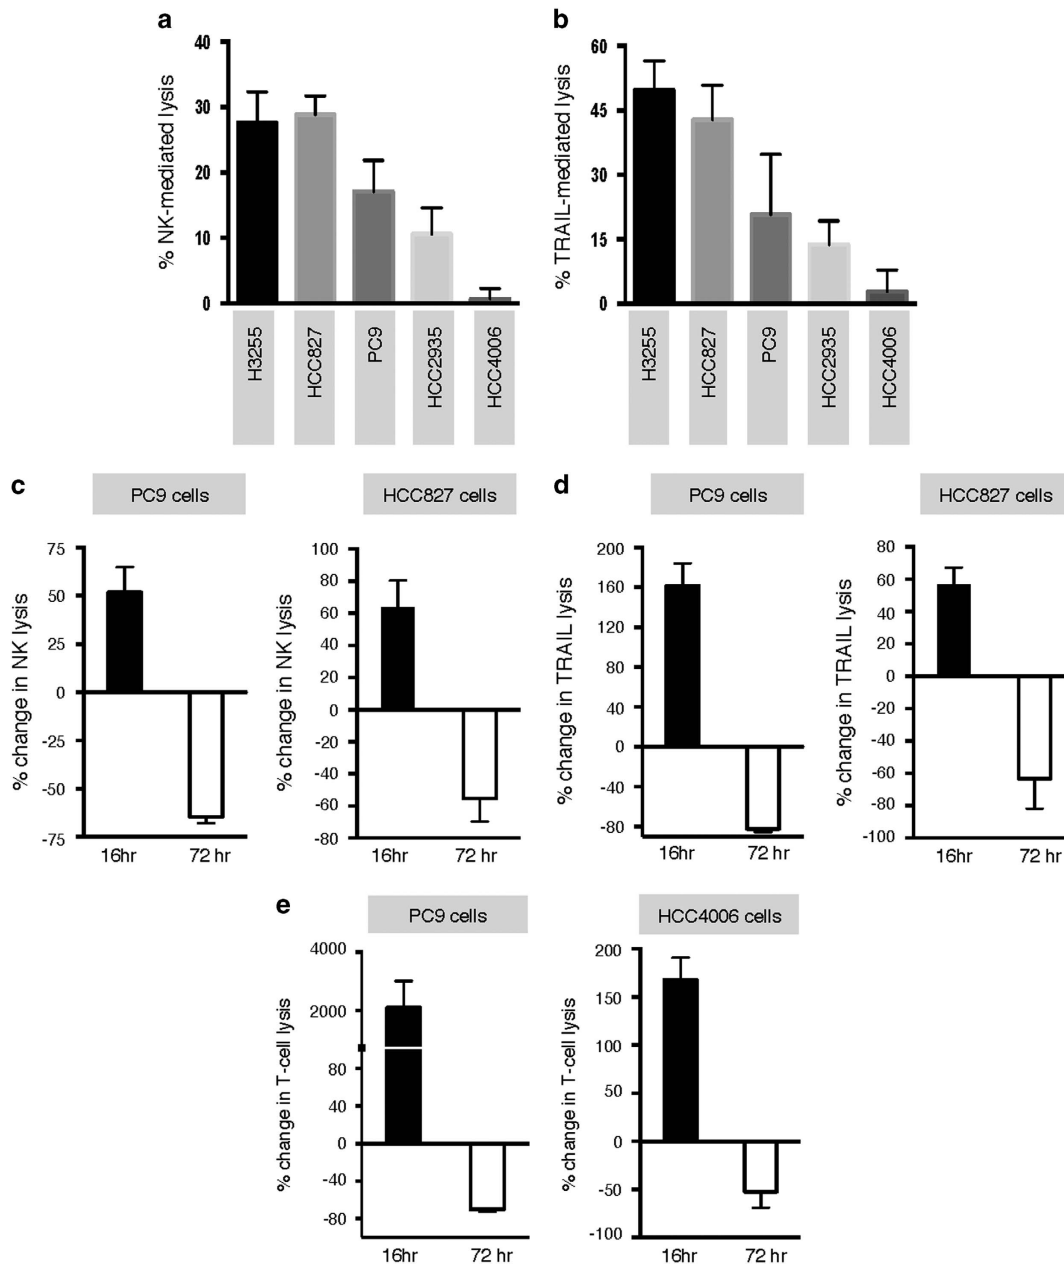 a
% NK-mediated lysis
40
30
20
10
0
H3255
HCC827
PC9
HCC2935
HCC4006
b
% TRAIL-mediated lysis
60
45
30
15
0
H3255
HCC827
PC9
HCC2935
HCC4006
c
PC9 cells
% change in NK lysis
75
50
25
0
-25
-50
-75
16hr 72 hr
HCC827 cells
% change in NK lysis
100
80
60
40
20
0
-20
-40
-60
-80
16hr 72 hr
d
PC9 cells
% change in TRAIL lysis
200
160
120
80
40
0
-40
-80
16hr 72 hr
HCC827 cells
% change in TRAIL lysis
80
60
40
20
0
-20
-40
-60
-80
-100
16hr 72 hr
e
PC9 cells
% change in T-cell lysis
4000
2000
80
40
0
-40
-80
16hr 72 hr
HCC4006 cells
% change in T-cell lysis
200
150
100
50
0
-50
-100
16hr 72 hr